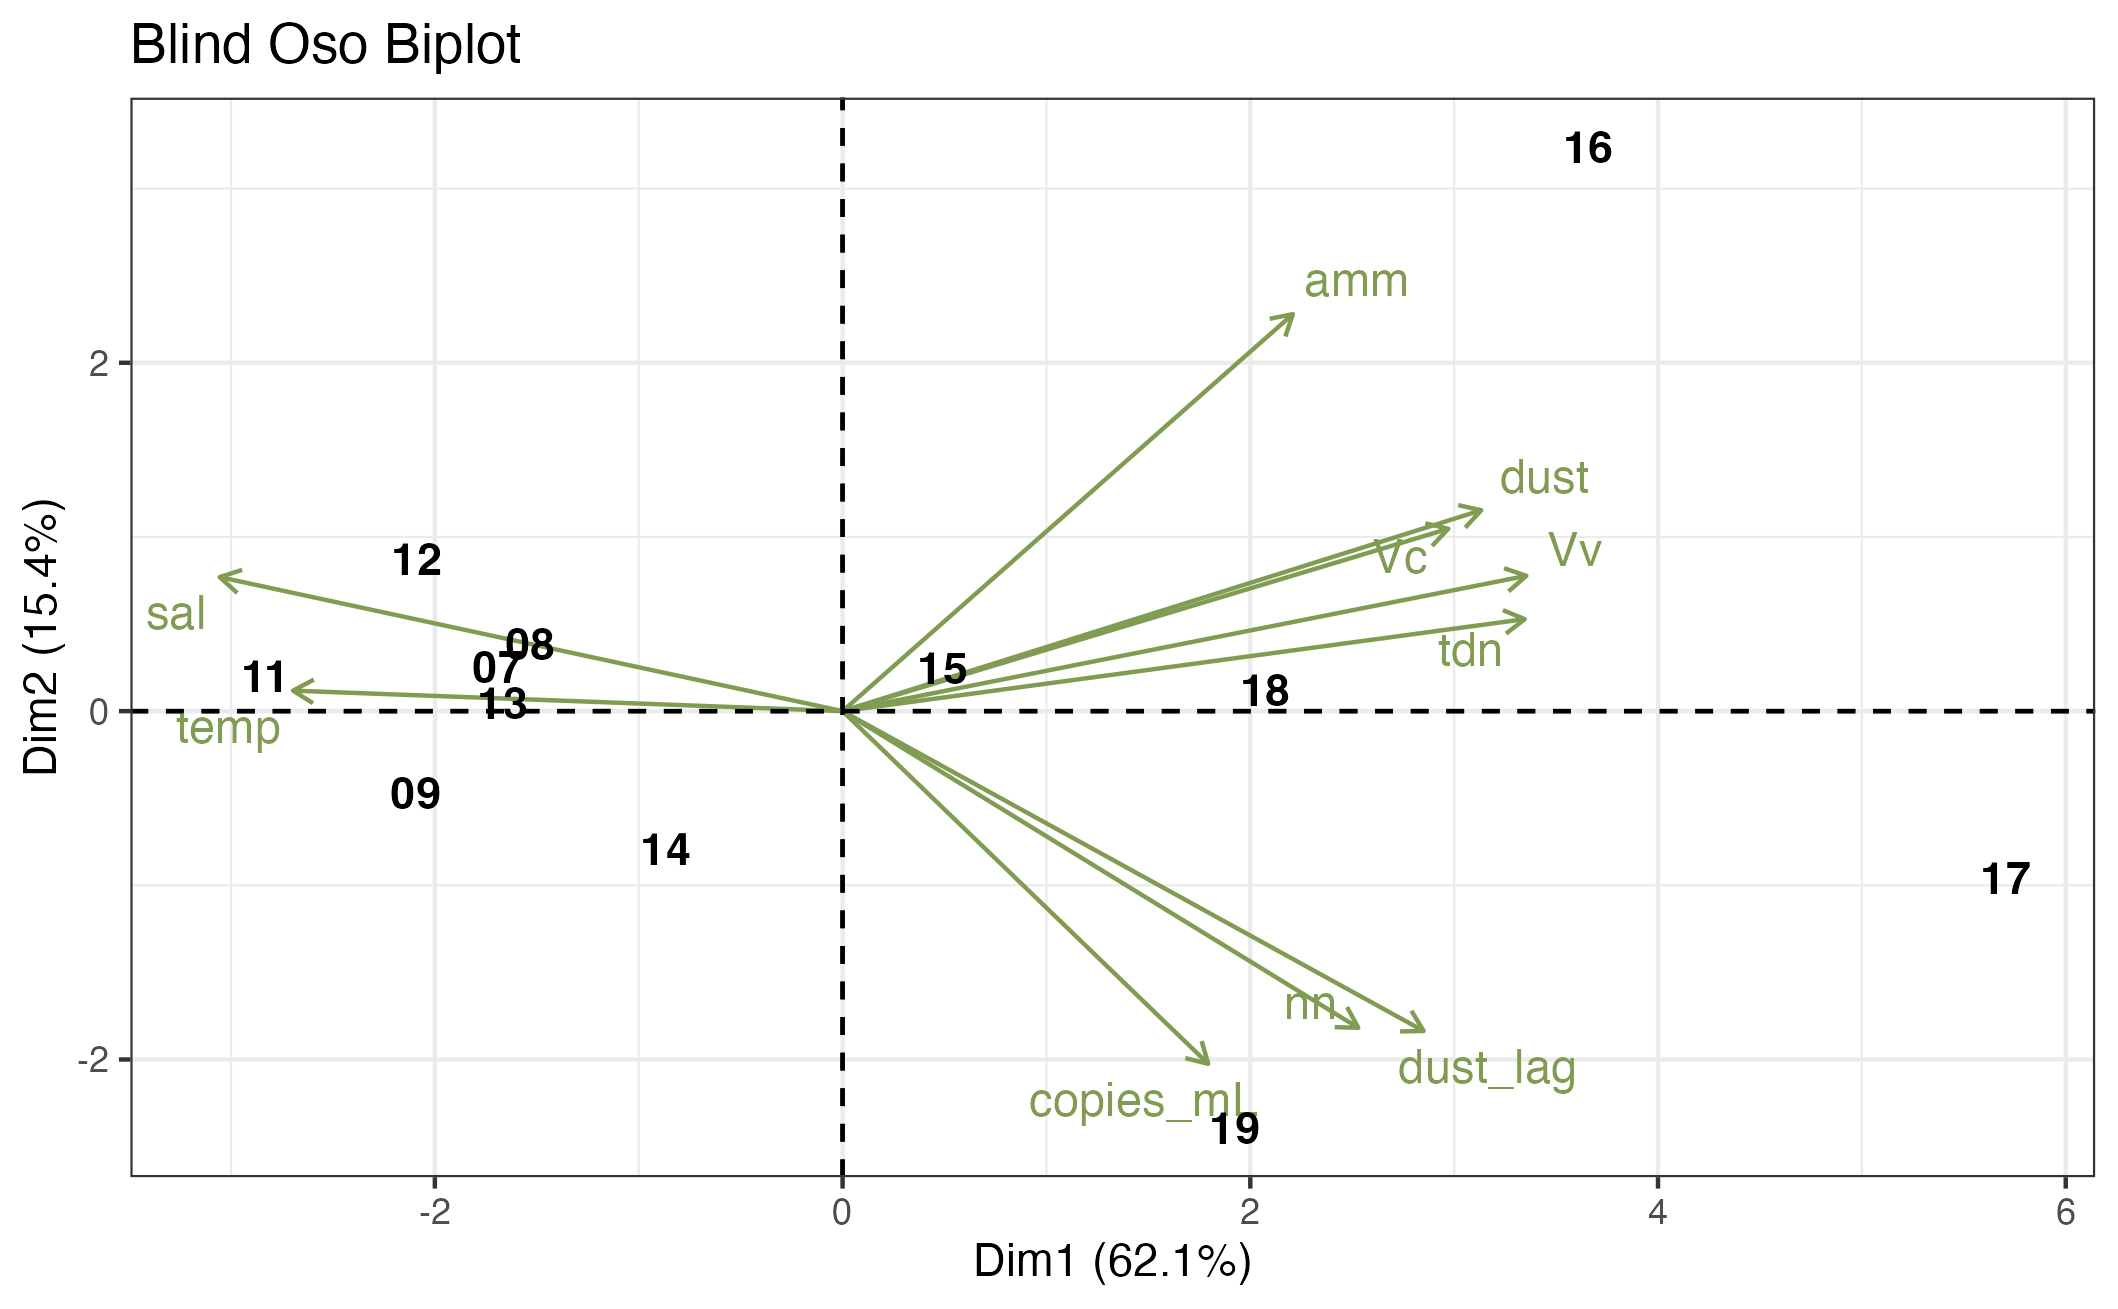 Blind Oso Biplot
16
amm
2
dust
Vc
Vv
12
sal
08
07
tdn
11
15
18
13
0
temp
09
14
17
nn
-2
dust_lag
copies_mL
19
-2
0
2
4
6
Dim1 (62.1%)
Dim2 (15.4%)